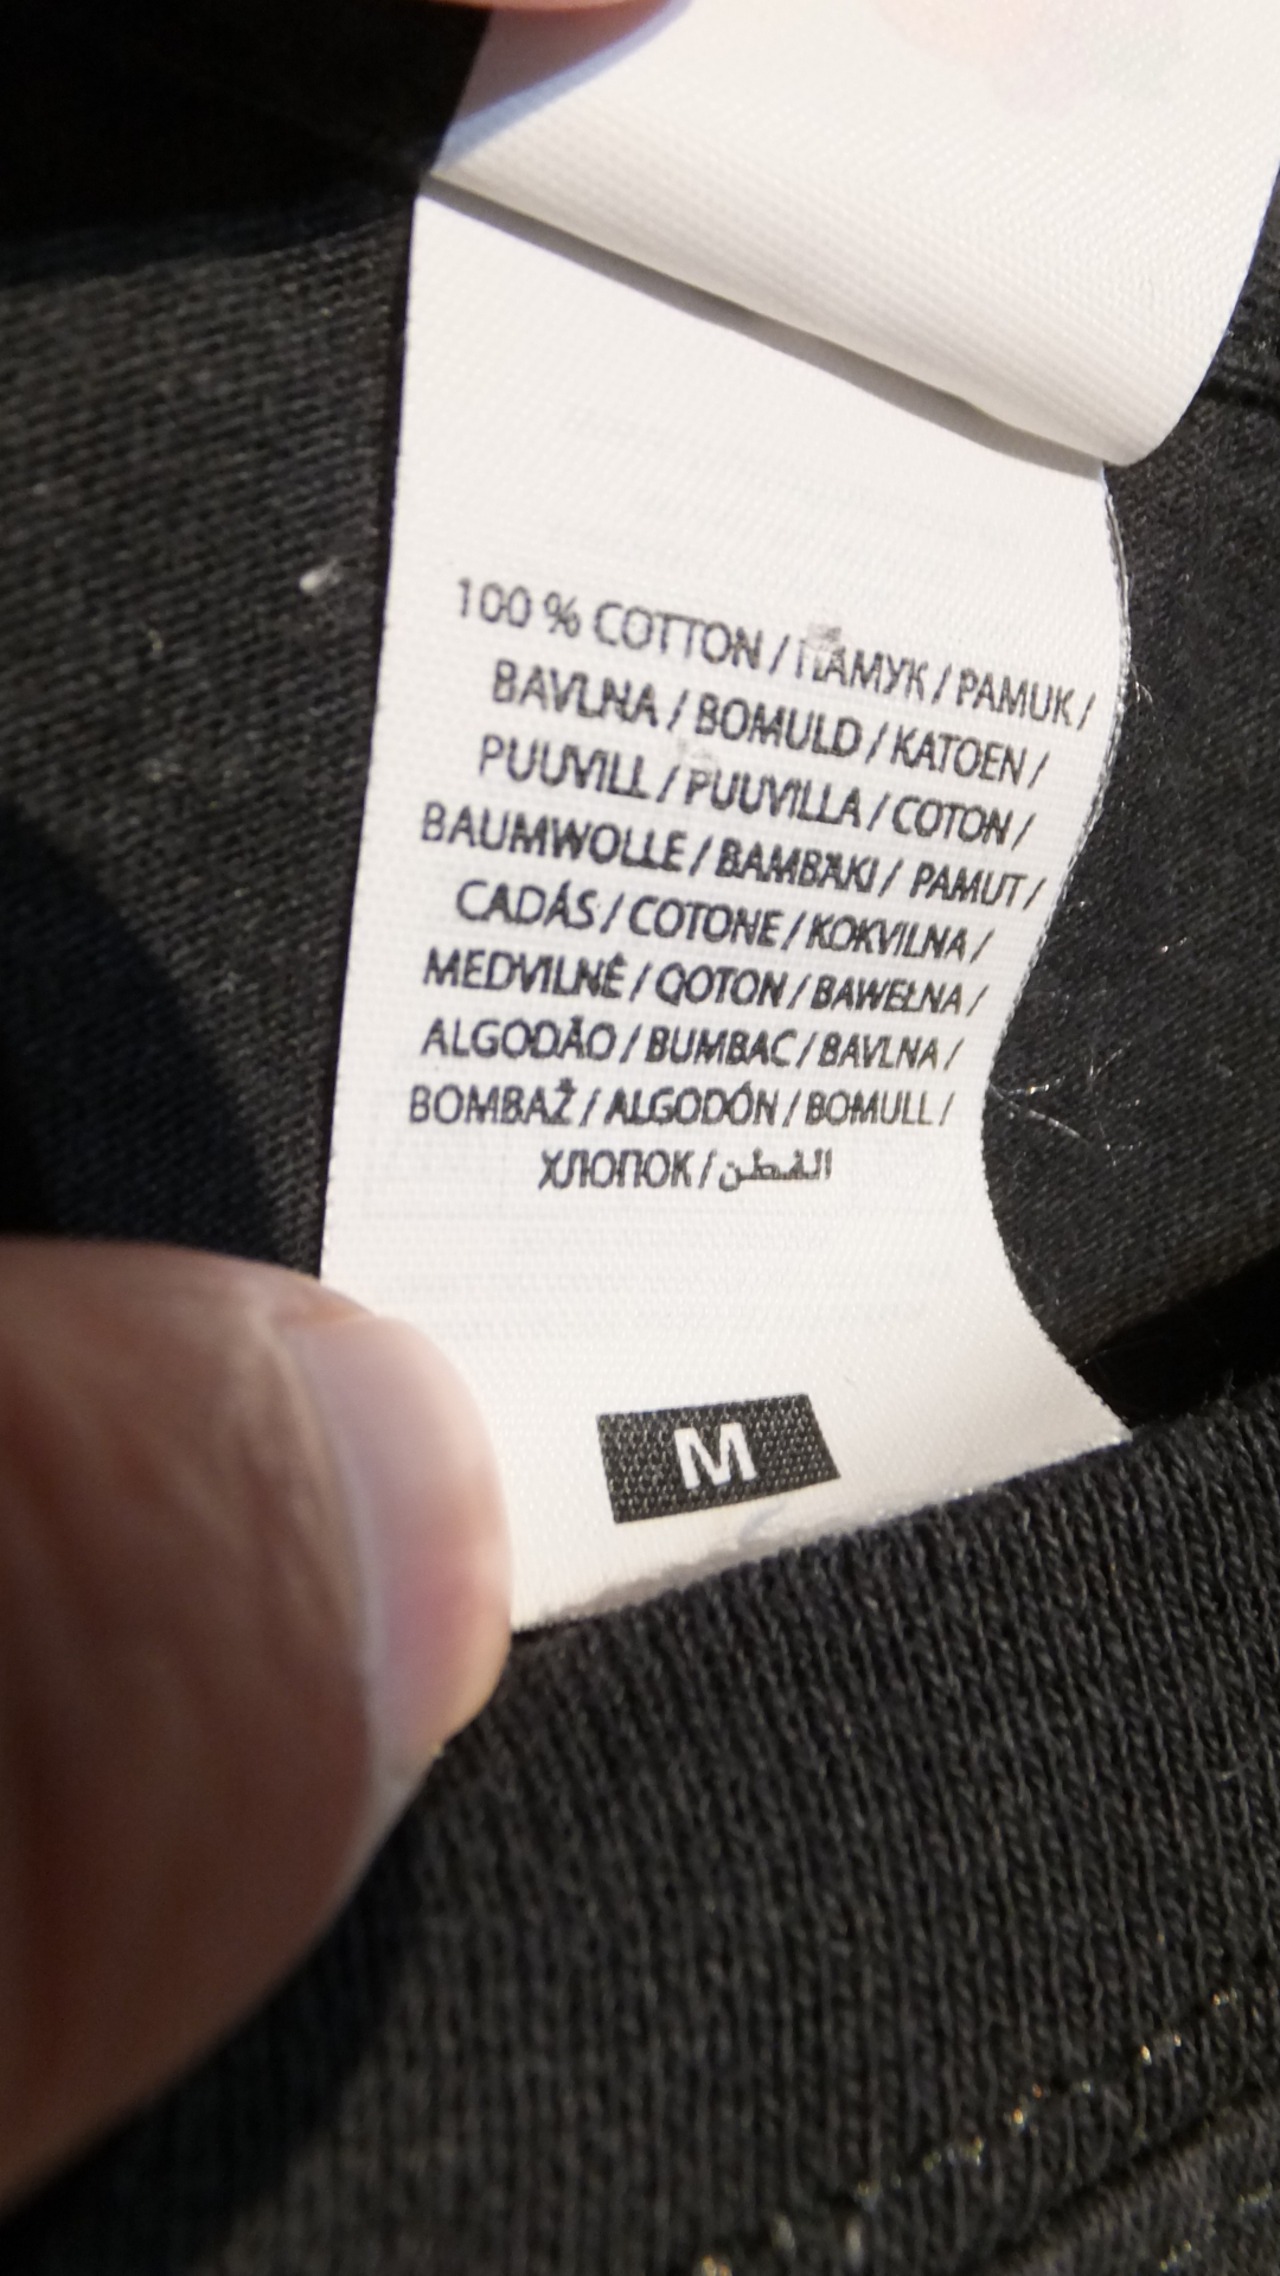 100 % COTTON / ПАМУК / PAMUK /
BAVLNA / BOMULD / KATOEN /
PUUVILL / PUUVILLA / COTON /
BAUMWOLLE / BAMBAKI / PAMUT /
CADÁS / COTONE / KOKVILNA /
MEDVILNĖ / QOTON / BAWEŁNA /
ALGODÃO / BUMBAC / BAVLNA /
BOMBAŽ / ALGODÓN / BOMULL /
ХЛОПОК / القطن
M